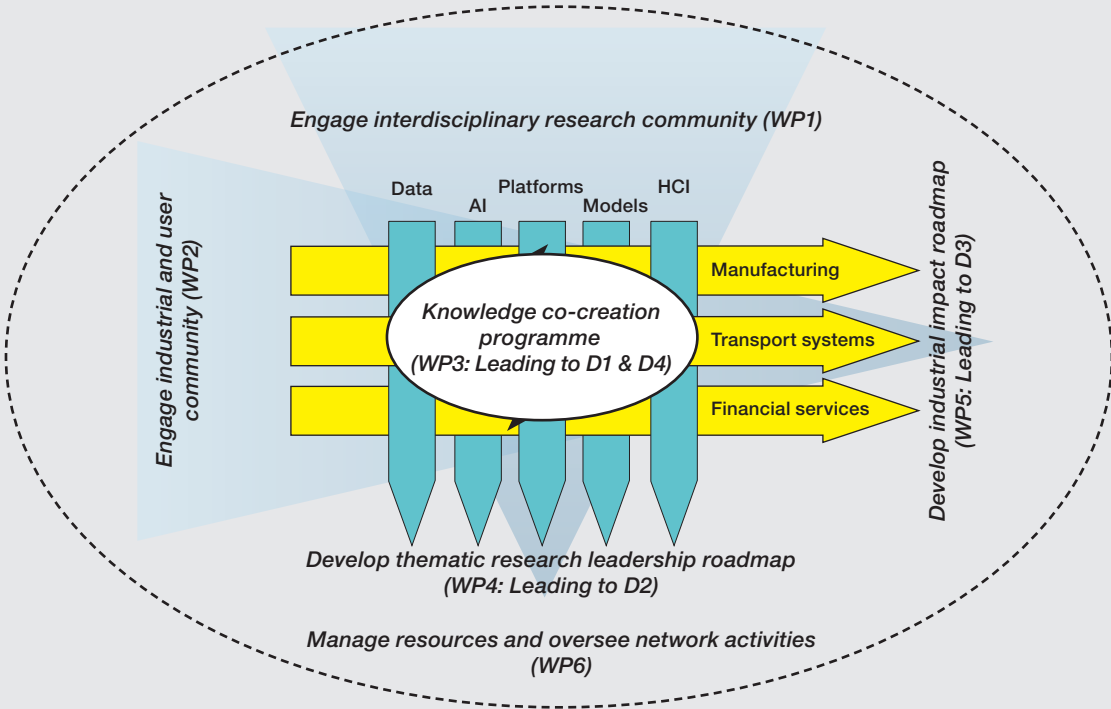 Engage interdisciplinary research community (WP1)
Data
AI
Platforms
Models
HCI
Engage industrial and user
community (WP2)
Manufacturing
Transport systems
Financial services
Knowledge co-creation
programme
(WP3: Leading to D1 & D4)
Develop industrial impact roadmap
(WP5: Leading to D3)
Develop thematic research leadership roadmap
(WP4: Leading to D2)
Manage resources and oversee network activities
(WP6)